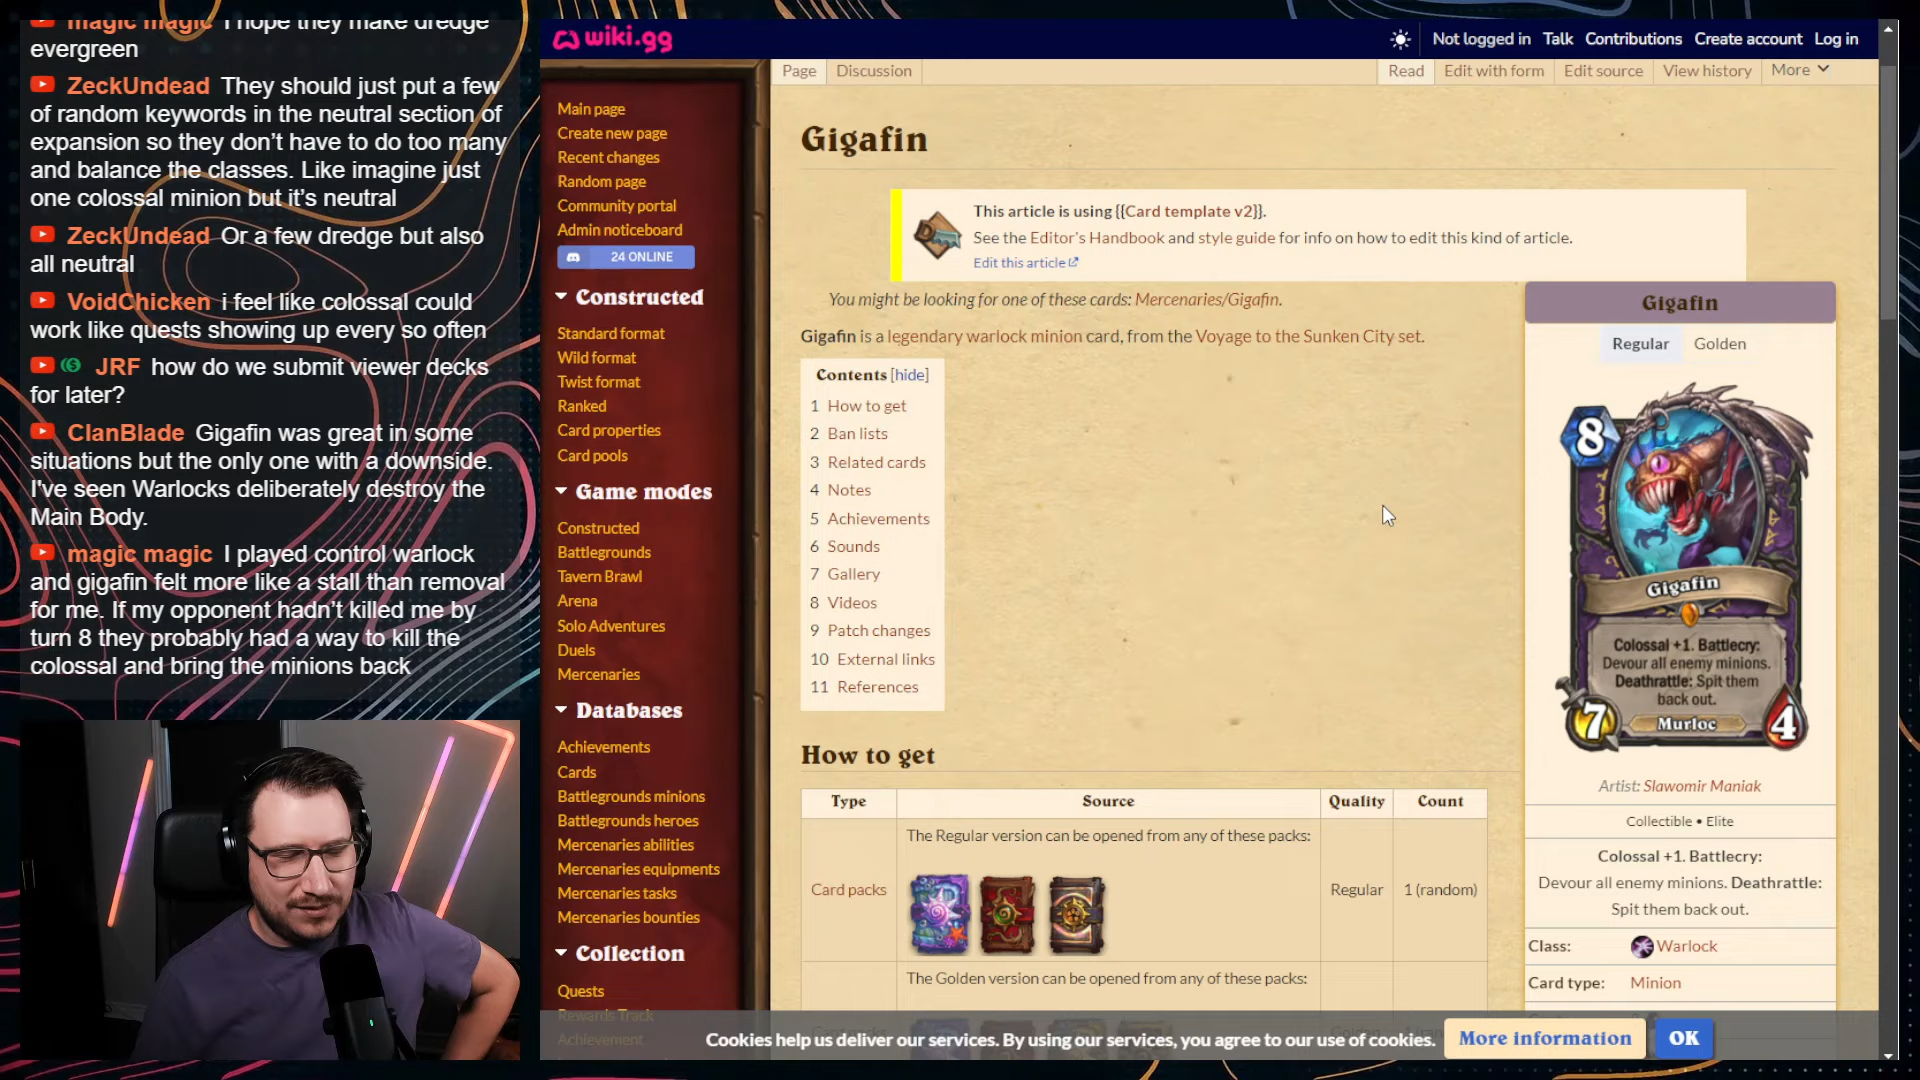 magic magic I hope they make dredge
evergreen
ZeckUndead They should just put a few
of random keywords in the neutral section of
expansion so they don't have to do too many
and balance the classes. Like imagine just
one colossal minion but it's neutral
ZeckUndead Or a few dredge but also
all neutral
VoidChicken i feel like colossal could
work like quests showing up every so often
JRF how do we submit viewer decks
for later?
ClanBlade Gigafin was great in some
situations but the only one with a downside.
I've seen Warlocks deliberately destroy the
Main Body.
magic magic I played control warlock
and gigafin felt more like a stall than removal
for me. If my opponent hadn't killed me by
turn 8 they probably had a way to kill the
colossal and bring the minions back
wiki.gg
Not logged in Talk Contributions Create account Log in
Page Discussion Read Edit with form Edit source View history More
Main page
Create new page
Recent changes
Random page
Community portal
Admin noticeboard
24 ONLINE
Constructed
Standard format
Wild format
Twist format
Ranked
Card properties
Card pools
Game modes
Constructed
Battlegrounds
Tavern Brawl
Arena
Solo Adventures
Duels
Mercenaries
Databases
Achievements
Cards
Battlegrounds minions
Battlegrounds heroes
Mercenaries abilities
Mercenaries equipments
Mercenaries tasks
Mercenaries bounties
Collection
Quests
Rewards Track
Achievement
Gigafin
This article is using {{Card template v2}}.
See the Editor's Handbook and style guide for info on how to edit this kind of article.
Edit this article
You might be looking for one of these cards: Mercenaries/Gigafin.
Gigafin is a legendary warlock minion card, from the Voyage to the Sunken City set.
Contents [hide]
1 How to get
2 Ban lists
3 Related cards
4 Notes
5 Achievements
6 Sounds
7 Gallery
8 Videos
9 Patch changes
10 External links
11 References
How to get
Type Source Quality Count
The Regular version can be opened from any of these packs:
Card packs Regular 1 (random)
The Golden version can be opened from any of these packs:
Gigafin
Regular Golden
8
Gigafin
Colossal +1. Battlecry:
Devour all enemy minions.
Deathrattle: Spit them
back out.
7 Murloc 4
Artist: Slawomir Maniak
Collectible • Elite
Colossal +1. Battlecry:
Devour all enemy minions. Deathrattle:
Spit them back out.
Class: Warlock
Card type: Minion
Cookies help us deliver our services. By using our services, you agree to our use of cookies. More information OK